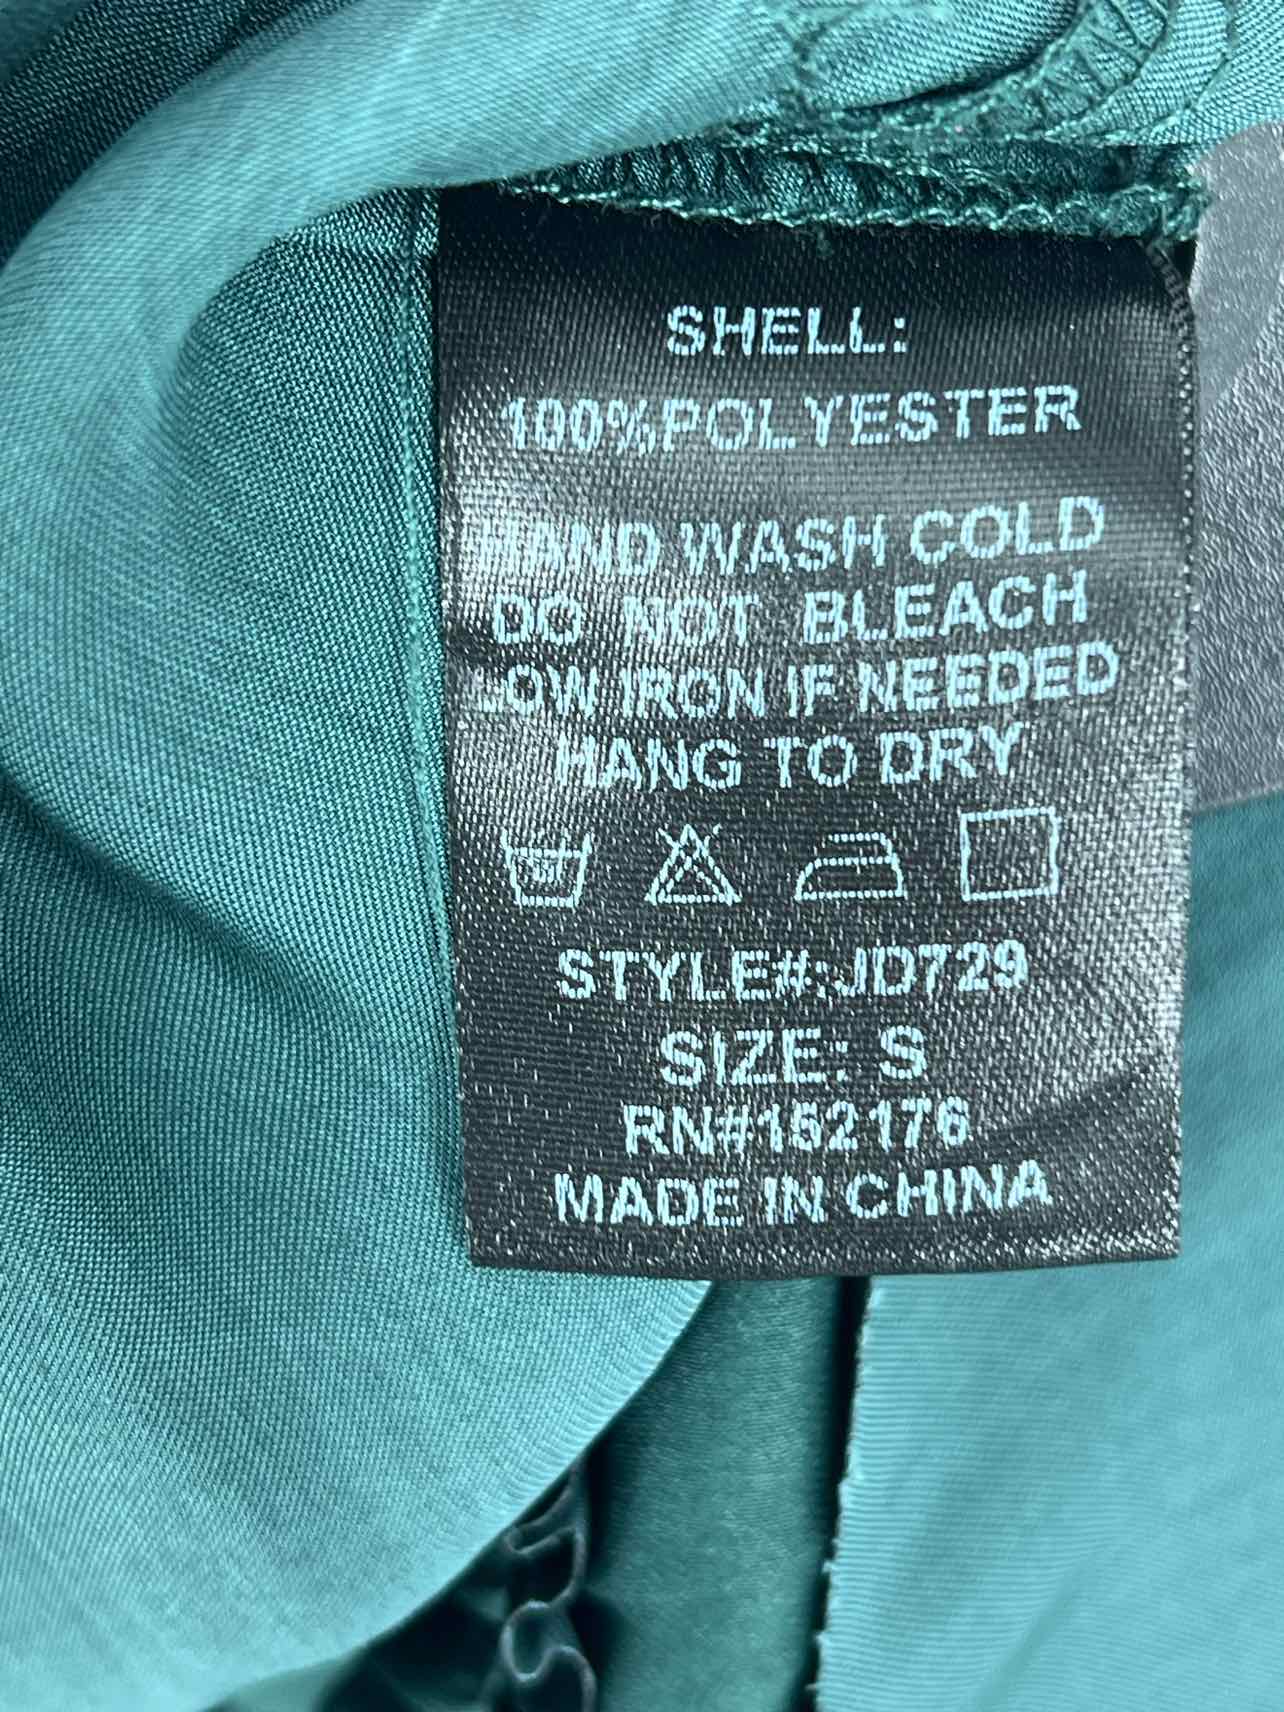 SHELL:
100%POLYESTER
HAND WASH COLD
DO NOT BLEACH
LOW IRON IF NEEDED
HANG TO DRY
STYLE#:JD729
SIZE: S
RN#152176
MADE IN CHINA